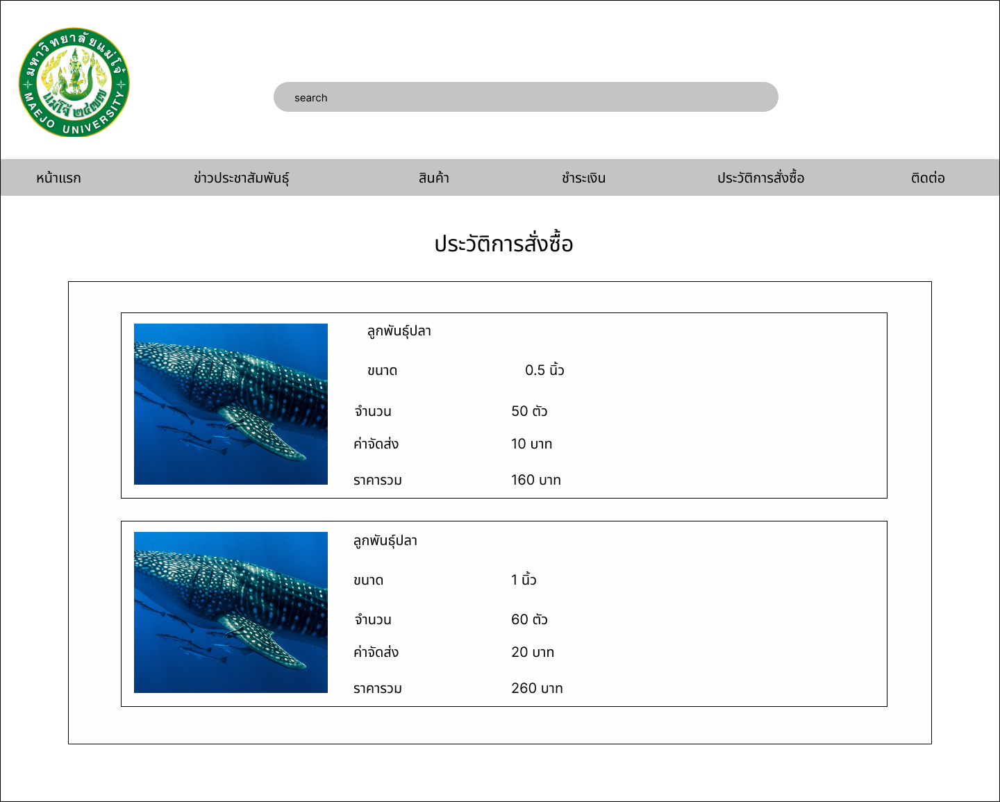 มหาวิทยาลัยแม่โจ้
แม่โจ้ ๒๔๗๗
MAEJO UNIVERSITY
search
หน้าแรก ข่าวประชาสัมพันธุ์ สินค้า ชำระเงิน ประวัติการสั่งซื้อ ติดต่อ
ประวัติการสั่งซื้อ
ลูกพันธุ์ปลา
ขนาด 0.5 นิ้ว
จำนวน 50 ตัว
ค่าจัดส่ง 10 บาท
ราคารวม 160 บาท
ลูกพันธุ์ปลา
ขนาด 1 นิ้ว
จำนวน 60 ตัว
ค่าจัดส่ง 20 บาท
ราคารวม 260 บาท